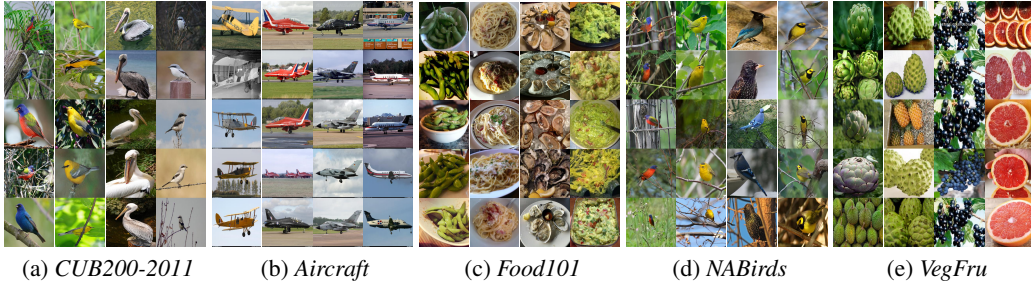 (a) CUB200-2011
(b) Aircraft
(c) Food101
(d) NABirds
(e) VegFru